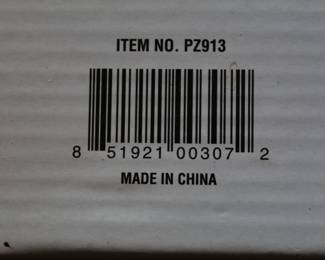 ITEM NO. PZ913
8 51921 00307 2
MADE IN CHINA